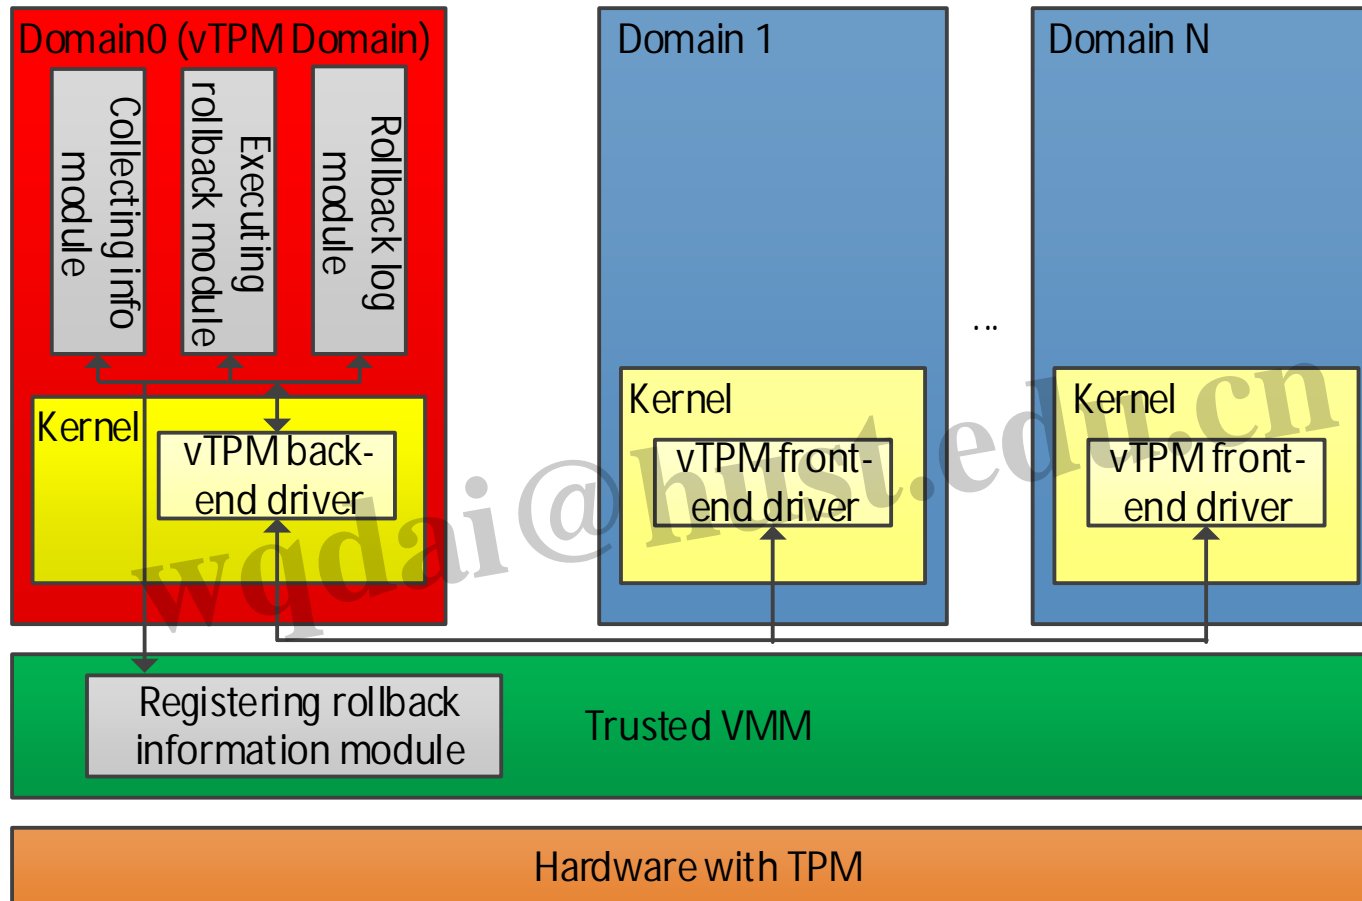 Domain0 (vTPM Domain)
Collecting info
module
Executing
rollback module
Rollback log
module
Kernel
vTPM back-
end driver
Domain 1
Kernel
vTPM front-
end driver
...
Domain N
Kernel
vTPM front-
end driver
wqdai@hust.edu.cn
Registering rollback
information module
Trusted VMM
Hardware with TPM